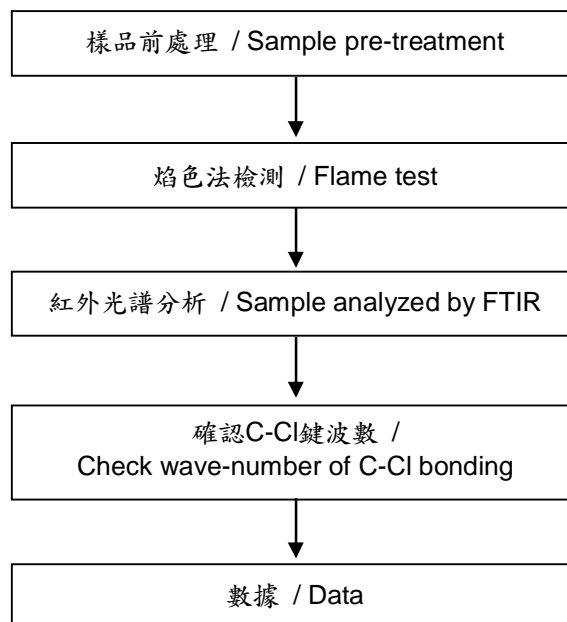 樣品前處理 / Sample pre-treatment
焰色法檢測 / Flame test
紅外光譜分析 / Sample analyzed by FTIR
確認C-Cl鍵波數 /
Check wave-number of C-Cl bonding
數據 / Data